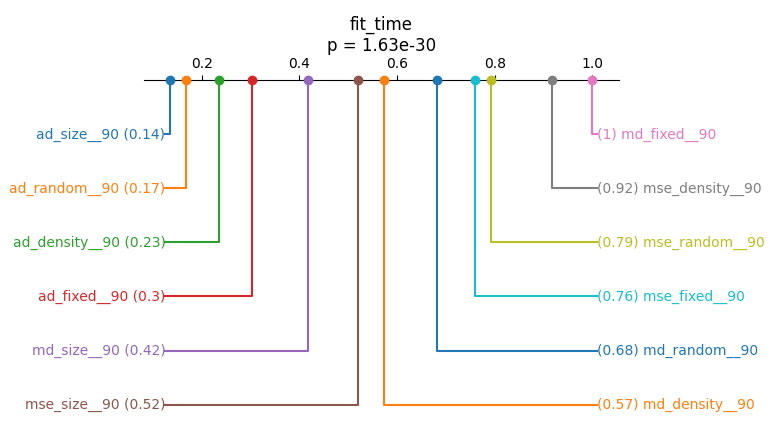 fit_time
p = 1.63e-30
0.2 0.4 0.6 0.8 1.0
ad_size__90 (0.14)
(1) md_fixed__90
ad_random__90 (0.17)
(0.92) mse_density__90
ad_density__90 (0.23)
(0.79) mse_random__90
ad_fixed__90 (0.3)
(0.76) mse_fixed__90
md_size__90 (0.42)
(0.68) md_random__90
mse_size__90 (0.52)
(0.57) md_density__90